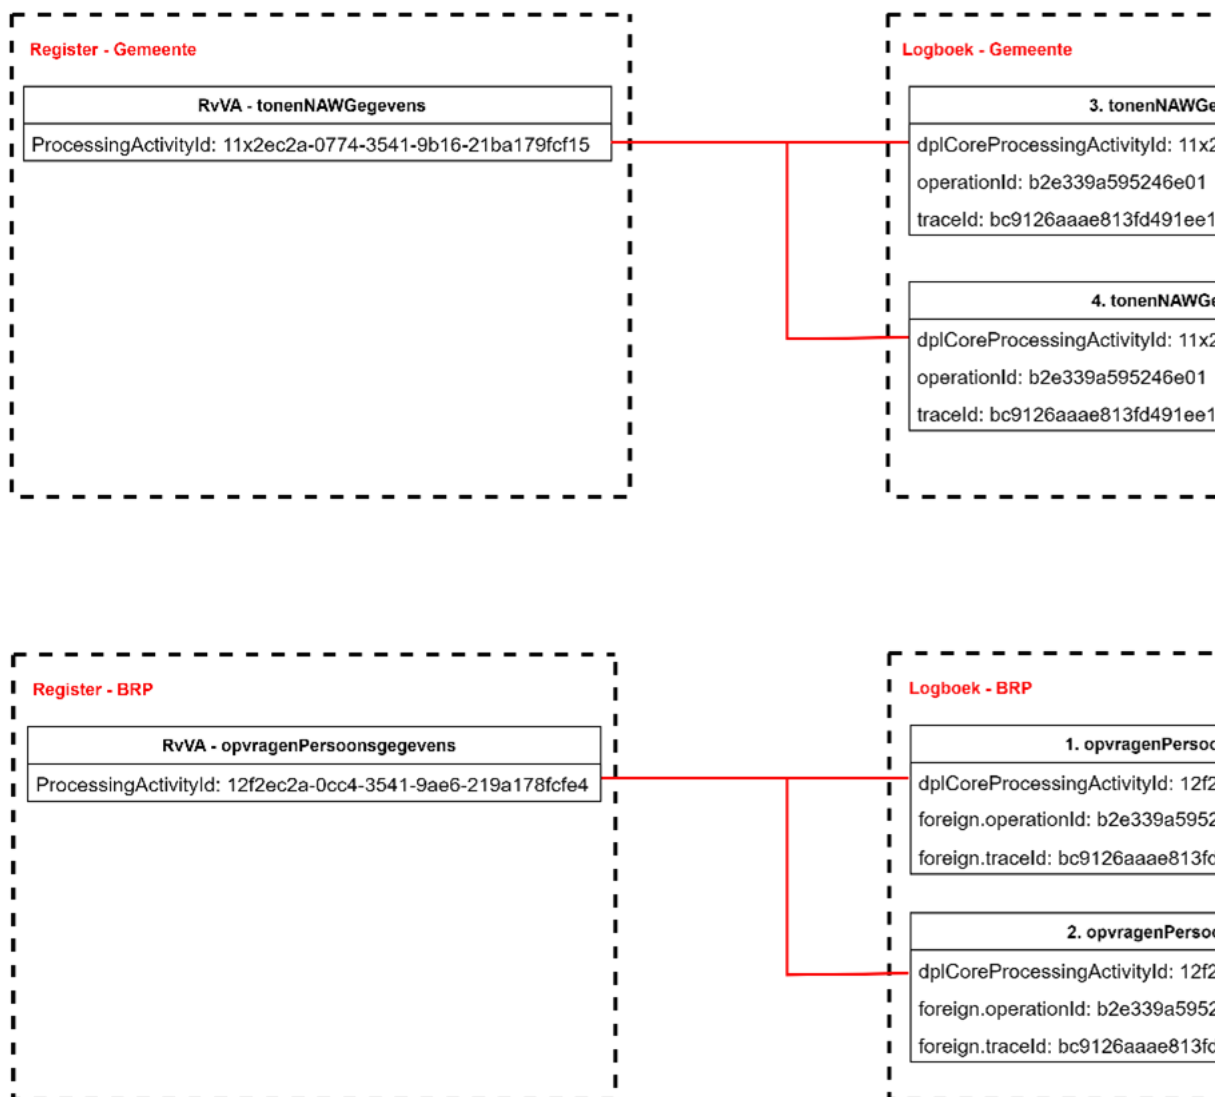 Register - Gemeente
RvVA - tonenNAWGegevens
ProcessingActivityId: 11x2ec2a-0774-3541-9b16-21ba179fcf15
Logboek - Gemeente
3. tonenNAWGe
dplCoreProcessingActivityId: 11x2
operationId: b2e339a595246e01
traceId: bc9126aaae813fd491ee1
4. tonenNAWGe
dplCoreProcessingActivityId: 11x2
operationId: b2e339a595246e01
traceId: bc9126aaae813fd491ee1
Register - BRP
RvVA - opvragenPersoonsgegevens
ProcessingActivityId: 12f2ec2a-0cc4-3541-9ae6-219a178fcfe4
Logboek - BRP
1. opvragenPersoo
dplCoreProcessingActivityId: 12f2
foreign.operationId: b2e339a5952
foreign.traceId: bc9126aaae813fd
2. opvragenPersoo
dplCoreProcessingActivityId: 12f2
foreign.operationId: b2e339a5952
foreign.traceId: bc9126aaae813fd